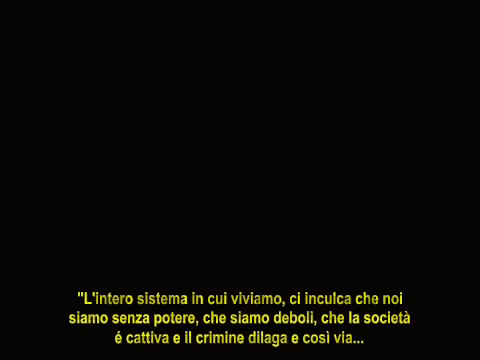 "L'intero sistema in cui viviamo, ci inculca che noi
siamo senza potere, che siamo deboli, che la società
é cattiva e il crimine dilaga e così via...